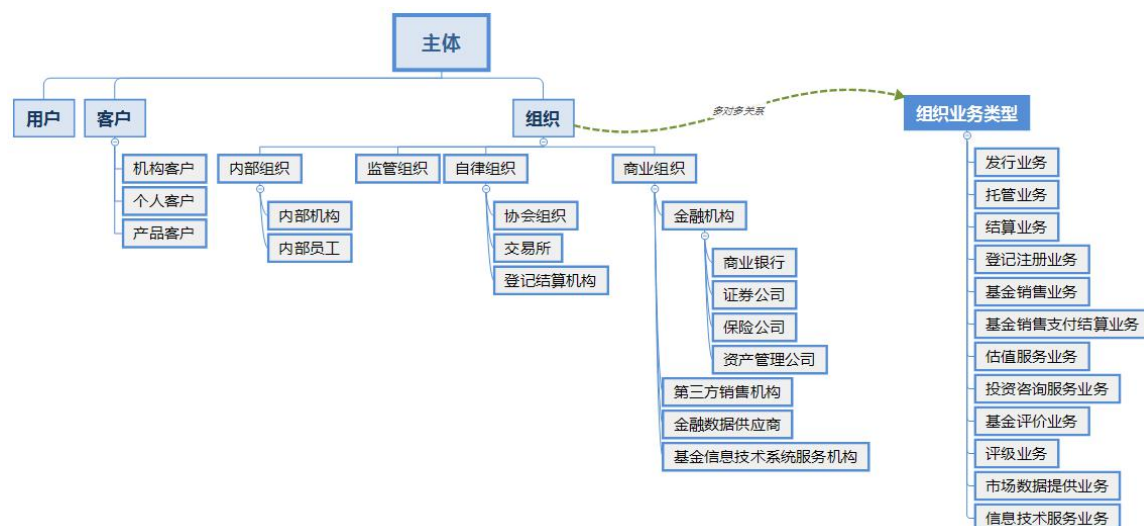 主体
用户
客户
组织
多对多关系
组织业务类型
机构客户
个人客户
产品客户
内部组织
内部机构
内部员工
监管组织
自律组织
协会组织
交易所
登记结算机构
商业组织
金融机构
商业银行
证券公司
保险公司
资产管理公司
第三方销售机构
金融数据供应商
基金信息技术系统服务机构
发行业务
托管业务
结算业务
登记注册业务
基金销售业务
基金销售支付结算业务
估值服务业务
投资咨询服务业务
基金评价业务
评级业务
市场数据提供业务
信息技术服务业务